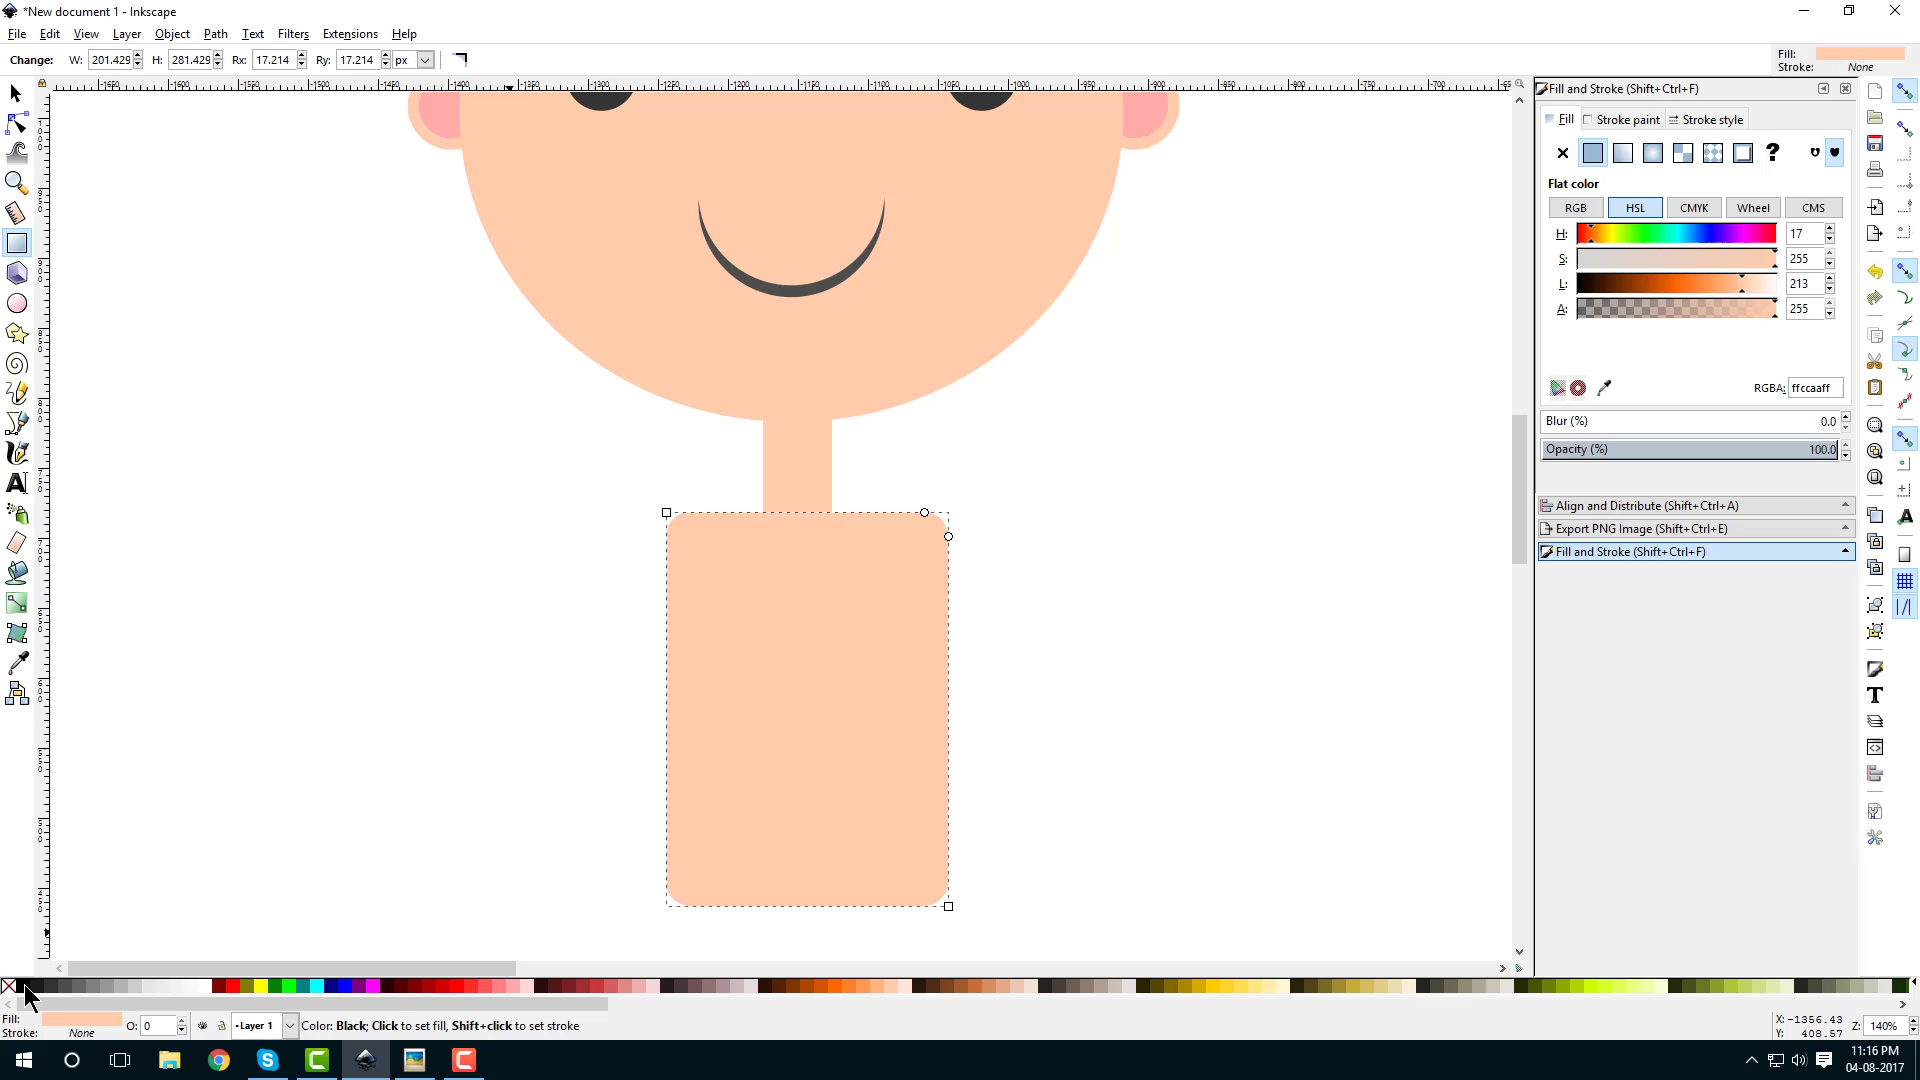 *New document 1 - Inkscape
File Edit View Layer Object Path Text Filters Extensions Help
Change: W: 201.429 H: 281.429 Rx: 17.214 Ry: 17.214 px
Fill:
Stroke: None
Fill and Stroke (Shift+Ctrl+F)
Fill Stroke paint Stroke style
Flat color
RGB HSL CMYK Wheel CMS
H: 17
S: 255
L: 213
A: 255
RGBA: ffccaaff
Blur (%) 0.0
Opacity (%) 100.0
Align and Distribute (Shift+Ctrl+A)
Export PNG Image (Shift+Ctrl+E)
Fill and Stroke (Shift+Ctrl+F)
Fill:
Stroke: None
O: 0
Layer 1
Color: Black; Click to set fill, Shift+click to set stroke
X: -1356.43
Y: 408.57
Z: 140%
11:16 PM
04-08-2017